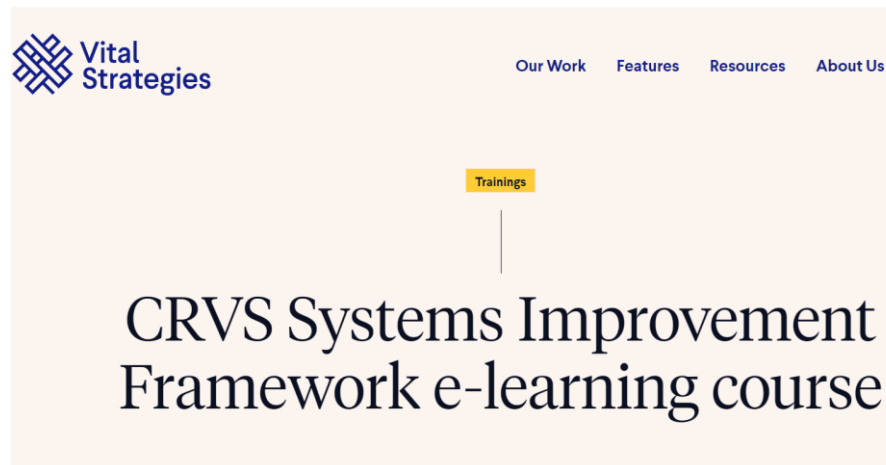 Vital
Strategies
Our Work Features Resources About Us
Trainings
CRVS Systems Improvement
Framework e-learning course